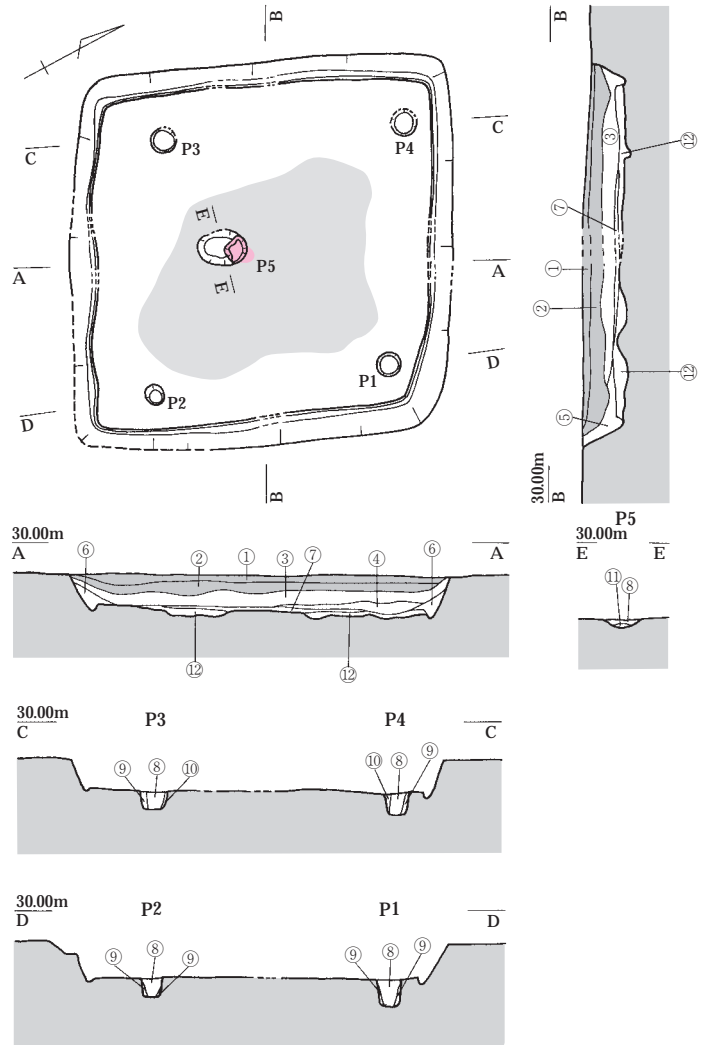 B
B
C
C
P3
P4
E
E
P5
A
A
D
D
P1
P2
B
③
⑫
⑦
①
②
⑫
⑤
30.00m
B
30.00m
A
A
⑥
②
①
③
⑦
④
⑥
⑫
⑫
P5
30.00m
E
E
⑪
⑧
30.00m
C
C
P3
P4
⑨
⑧
⑩
⑩
⑧
⑨
30.00m
D
D
P2
P1
⑨
⑧
⑨
⑨
⑧
⑨